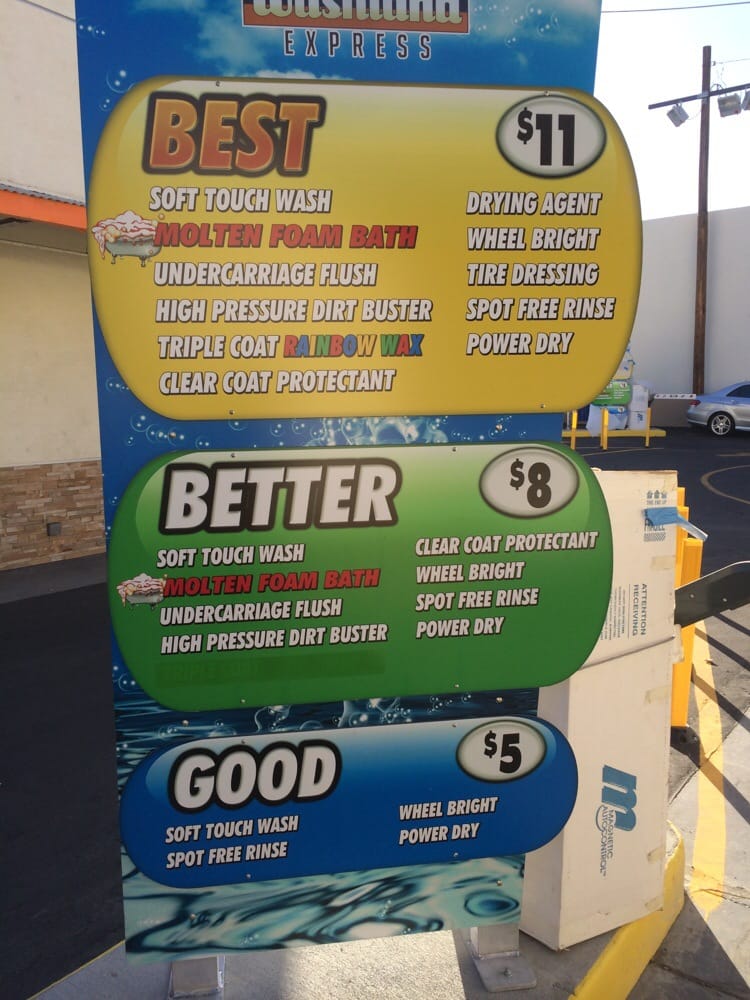 Washland
EXPRESS
BEST
$11
SOFT TOUCH WASH
MOLTEN FOAM BATH
UNDERCARRIAGE FLUSH
HIGH PRESSURE DIRT BUSTER
TRIPLE COAT RAINBOW WAX
CLEAR COAT PROTECTANT
DRYING AGENT
WHEEL BRIGHT
TIRE DRESSING
SPOT FREE RINSE
POWER DRY
BETTER
$8
SOFT TOUCH WASH
MOLTEN FOAM BATH
UNDERCARRIAGE FLUSH
HIGH PRESSURE DIRT BUSTER
CLEAR COAT PROTECTANT
WHEEL BRIGHT
SPOT FREE RINSE
POWER DRY
GOOD
$5
SOFT TOUCH WASH
SPOT FREE RINSE
WHEEL BRIGHT
POWER DRY
ATTENTION
RECEIVING
m
MAGNETIC
AUTOCONTROL™